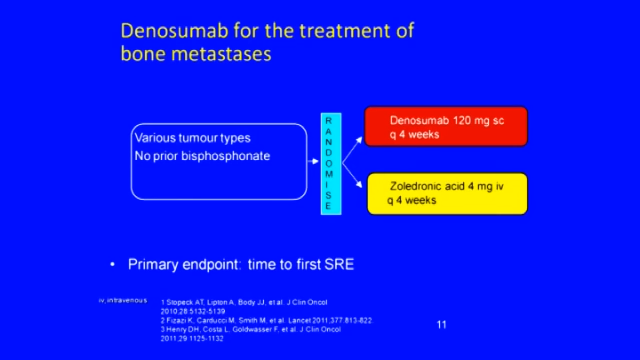 Denosumab for the treatment of
bone metastases
Various tumour types
No prior bisphosphonate
RANDOMISE
Denosumab 120 mg sc
q 4 weeks
Zoledronic acid 4 mg iv
q 4 weeks
• Primary endpoint: time to first SRE
iv, intravenous
1 Stopeck AT, Lipton A, Body JJ, et al. J Clin Oncol
2010;28:5132-5139
2 Fizazi K, Carducci M, Smith M, et al. Lancet 2011;377:813-822.
3 Henry DH, Costa L, Goldwasser F, et al. J Clin Oncol
2011;29:1125-1132
11